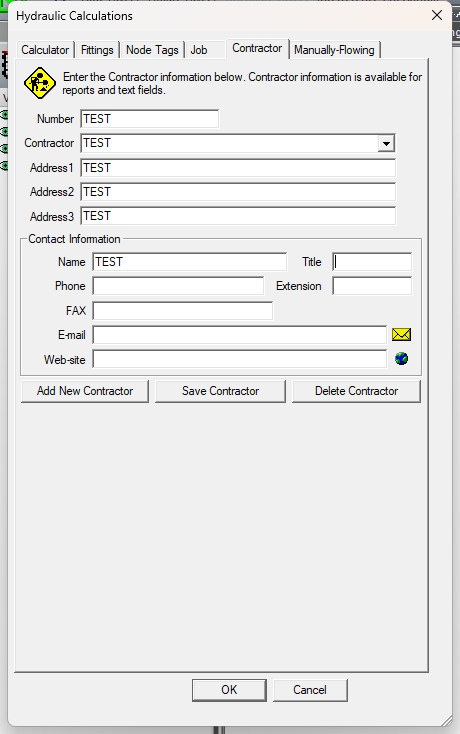 Hydraulic Calculations
Calculator Fittings Node Tags Job Contractor Manually-Flowing
Enter the Contractor information below. Contractor information is available for
reports and text fields.
Number TEST
Contractor TEST
Address1 TEST
Address2 TEST
Address3 TEST
Contact Information
Name TEST Title
Phone Extension
FAX
E-mail
Web-site
Add New Contractor Save Contractor Delete Contractor
OK Cancel